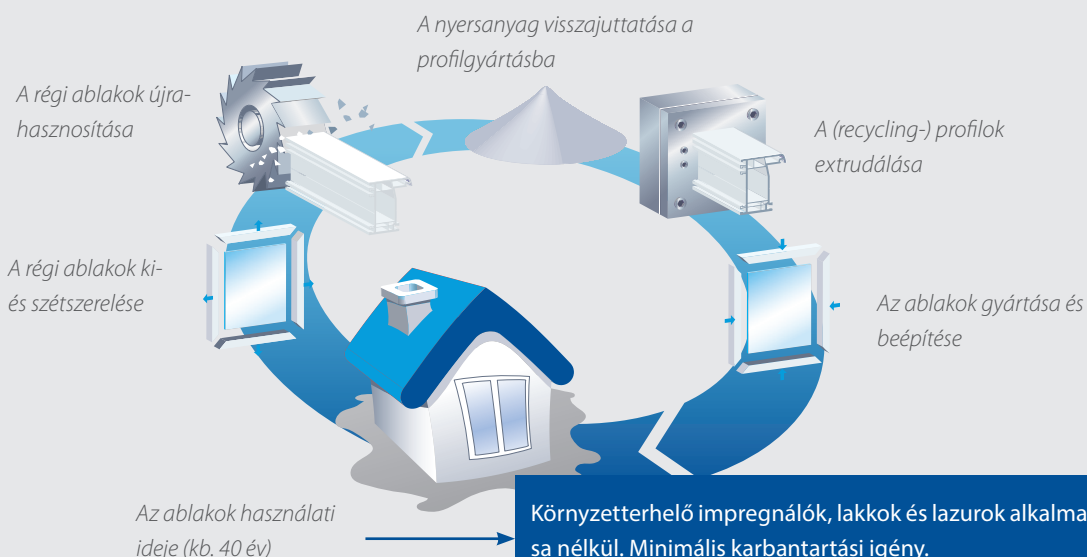 A nyersanyag visszajuttatása a
profilgyártásba
A régi ablakok újra-
hasznosítása
A (recycling-) profilok
extrudálása
A régi ablakok ki-
és szétszerelése
Az ablakok gyártása és
beépítése
Az ablakok használati
ideje (kb. 40 év)
Környzetterhelő impregnálók, lakkok és lazurok alkalma
sa nélkül. Minimális karbantartási igény.